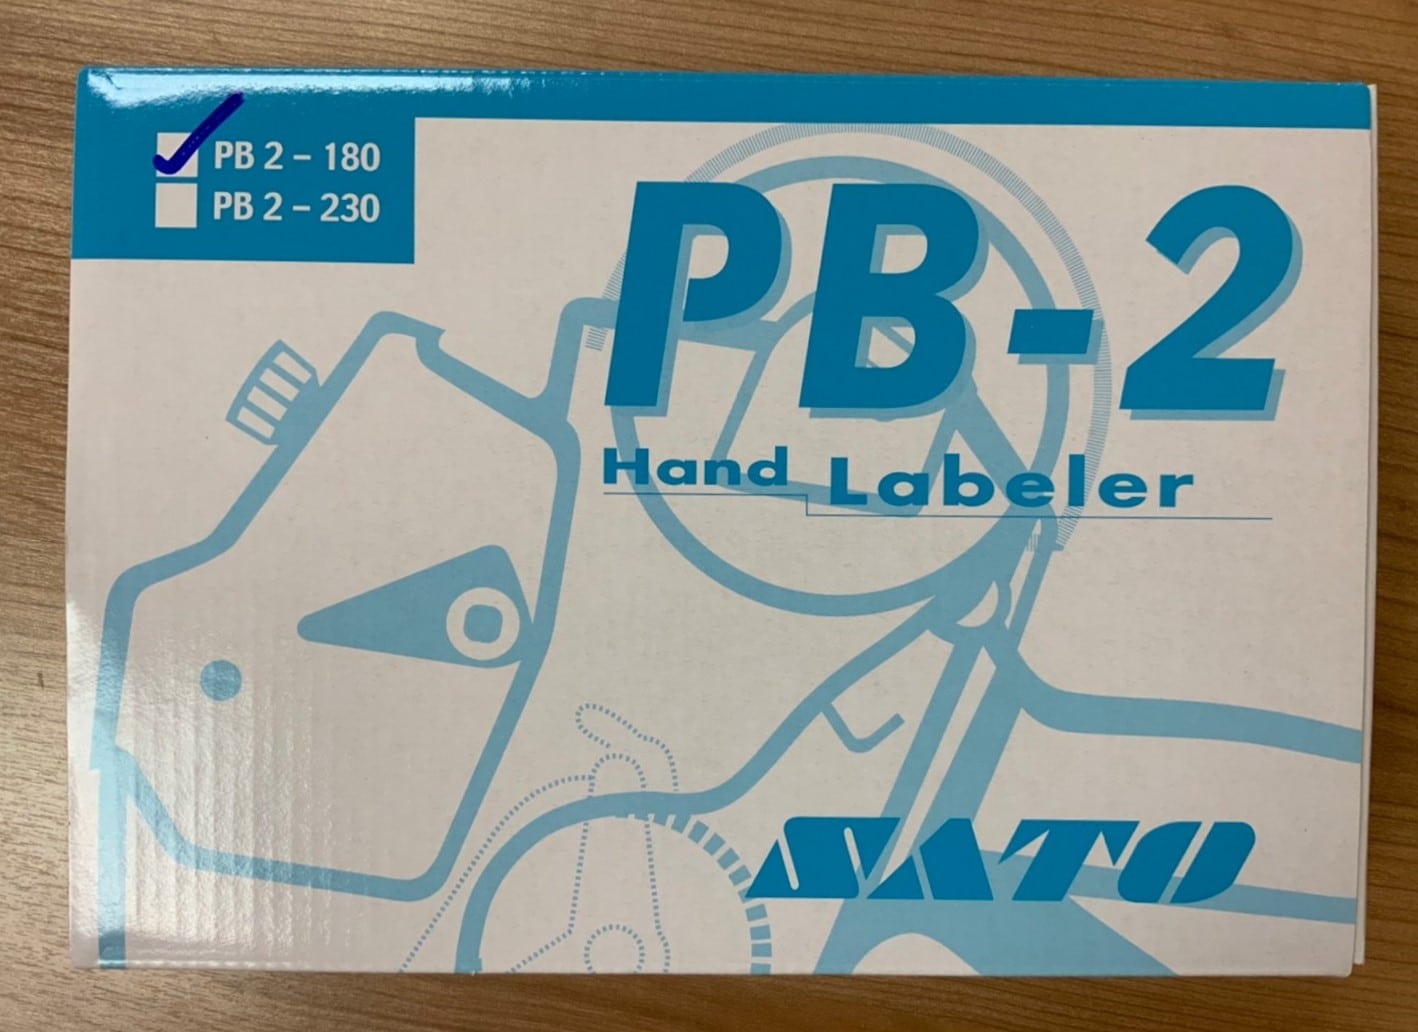 PB 2 – 180
PB 2 – 230
PB-2
Hand Labeler
SATO